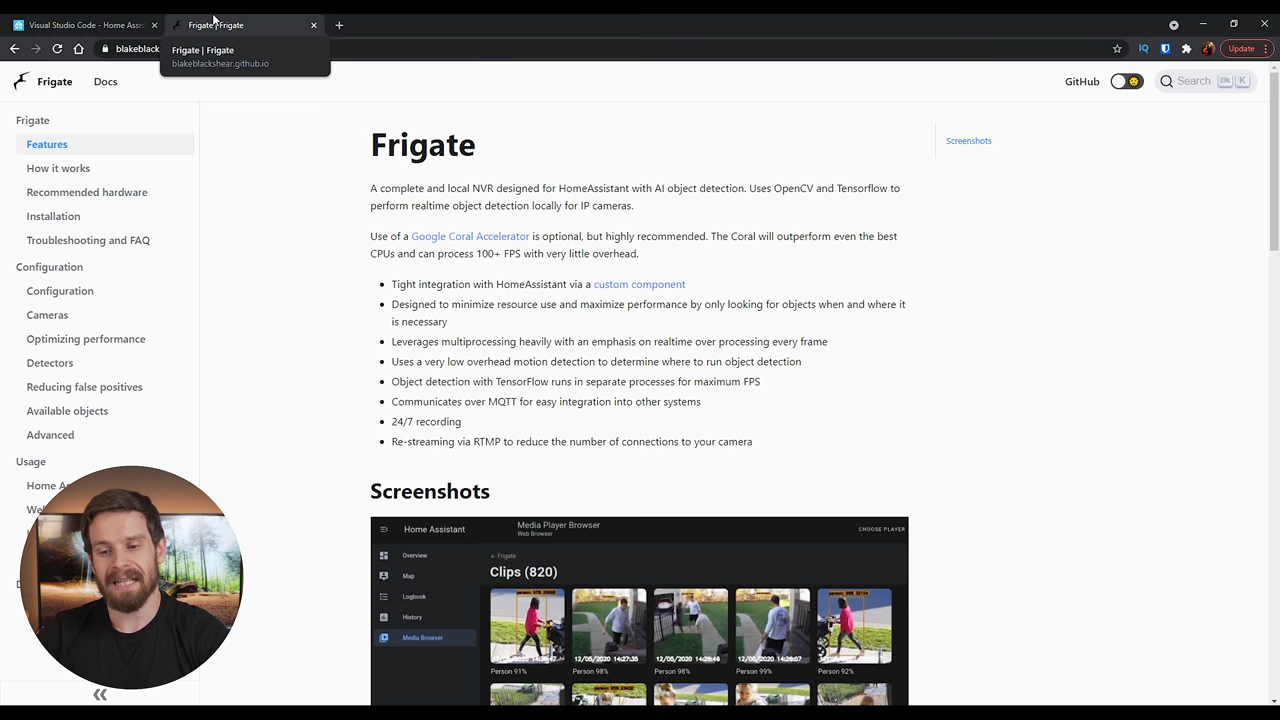 Visual Studio Code - Home Assist
Frigate | Frigate
blakeblack
Frigate | Frigate
blakeblackshear.github.io
IQ
Update
Frigate
Docs
GitHub
Search
CTRL
K
Frigate
Features
How it works
Recommended hardware
Installation
Troubleshooting and FAQ
Configuration
Configuration
Cameras
Optimizing performance
Detectors
Reducing false positives
Available objects
Advanced
Usage
Home A
Frigate
A complete and local NVR designed for HomeAssistant with AI object detection. Uses OpenCV and Tensorflow to
perform realtime object detection locally for IP cameras.
Use of a Google Coral Accelerator is optional, but highly recommended. The Coral will outperform even the best
CPUs and can process 100+ FPS with very little overhead.
Tight integration with HomeAssistant via a custom component
Designed to minimize resource use and maximize performance by only looking for objects when and where it
is necessary
Leverages multiprocessing heavily with an emphasis on realtime over processing every frame
Uses a very low overhead motion detection to determine where to run object detection
Object detection with TensorFlow runs in separate processes for maximum FPS
Communicates over MQTT for easy integration into other systems
24/7 recording
Re-streaming via RTMP to reduce the number of connections to your camera
Screenshots
Screenshots
Home Assistant
Media Player Browser
Web Browser
CHOOSE PLAYER
Overview
Map
Logbook
History
Media Browser
← Frigate
Clips (820)
Person 91%
Person 98%
Person 98%
Person 99%
Person 92%